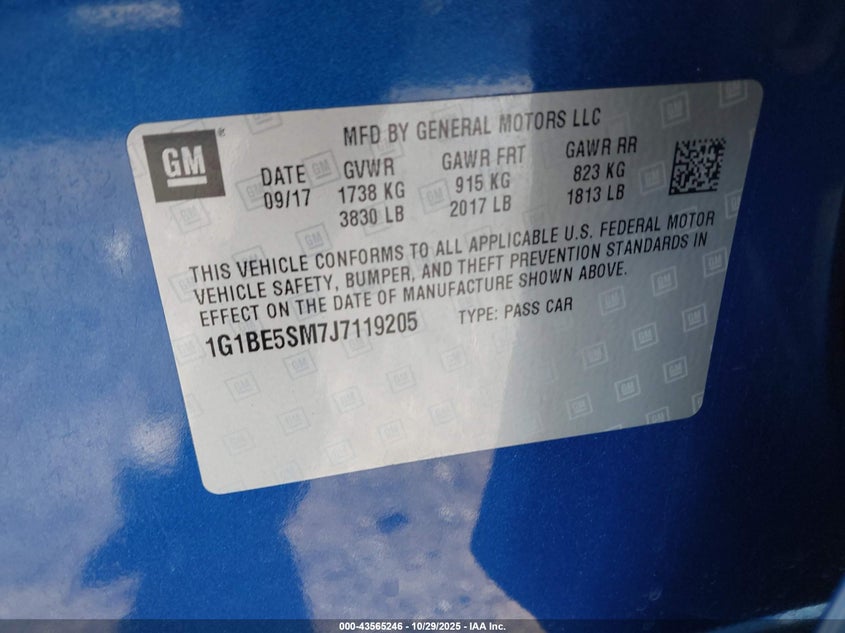 GM
MFD BY GENERAL MOTORS LLC
DATE GVWR GAWR FRT GAWR RR
09/17 1738 KG 915 KG 823 KG
3830 LB 2017 LB 1813 LB
THIS VEHICLE CONFORMS TO ALL APPLICABLE U.S. FEDERAL MOTOR
VEHICLE SAFETY, BUMPER, AND THEFT PREVENTION STANDARDS IN
EFFECT ON THE DATE OF MANUFACTURE SHOWN ABOVE.
1G1BE5SM7J7119205 TYPE: PASS CAR
000-43565246 - 10/29/2025 - IAA Inc.